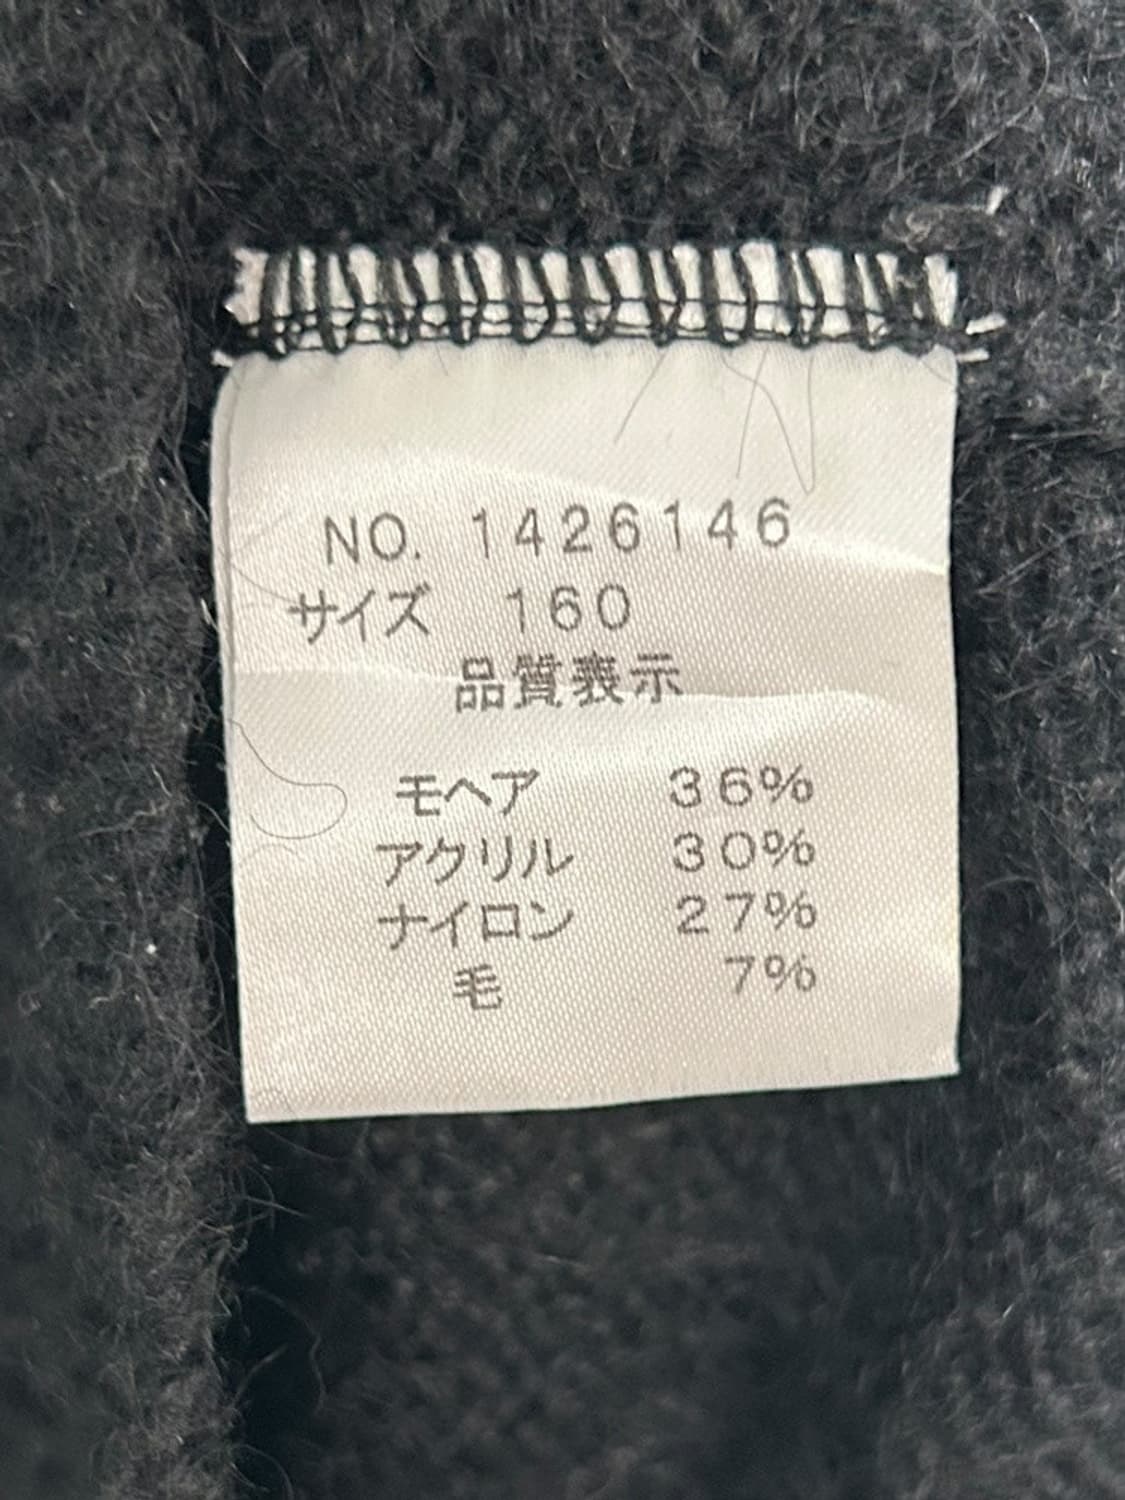 NO. 1426146
サイズ 160
品質表示
モヘア 36%
アクリル 30%
ナイロン 27%
毛 7%